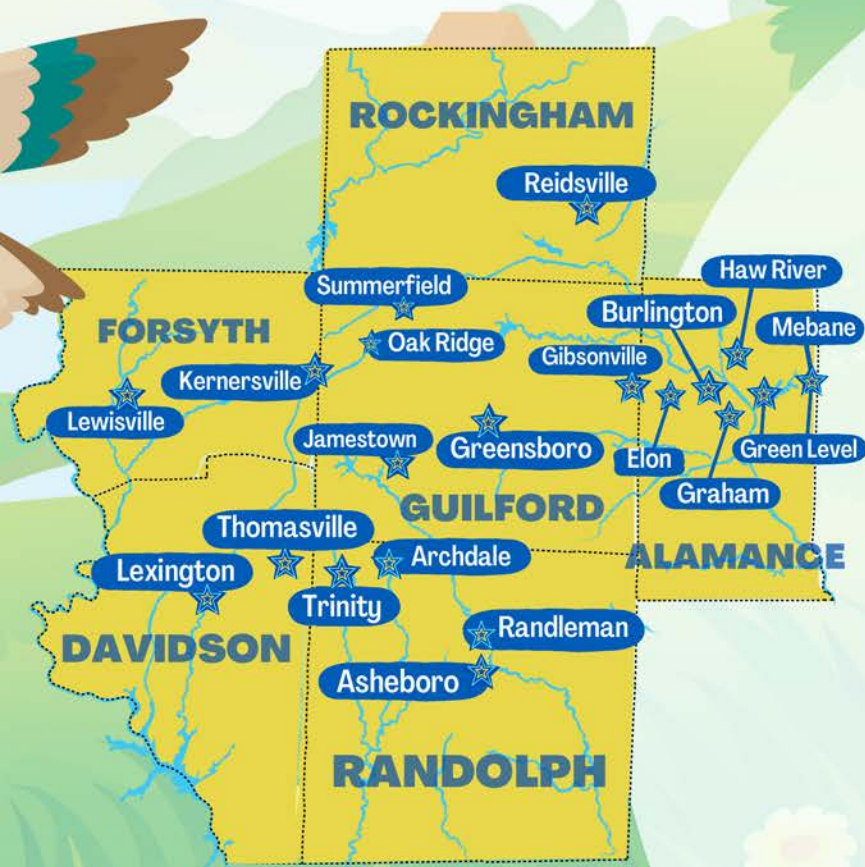 ROCKINGHAM
Reidsville
Haw River
Summerfield
Burlington
Mebane
FORSYTH
Oak Ridge
Gibsonville
Kernersville
Lewisville
Jamestown
Greensboro
Elon
Green Level
Graham
GUILFORD
Thomasville
Archdale
ALAMANCE
Lexington
Trinity
Randleman
DAVIDSON
Asheboro
RANDOLPH